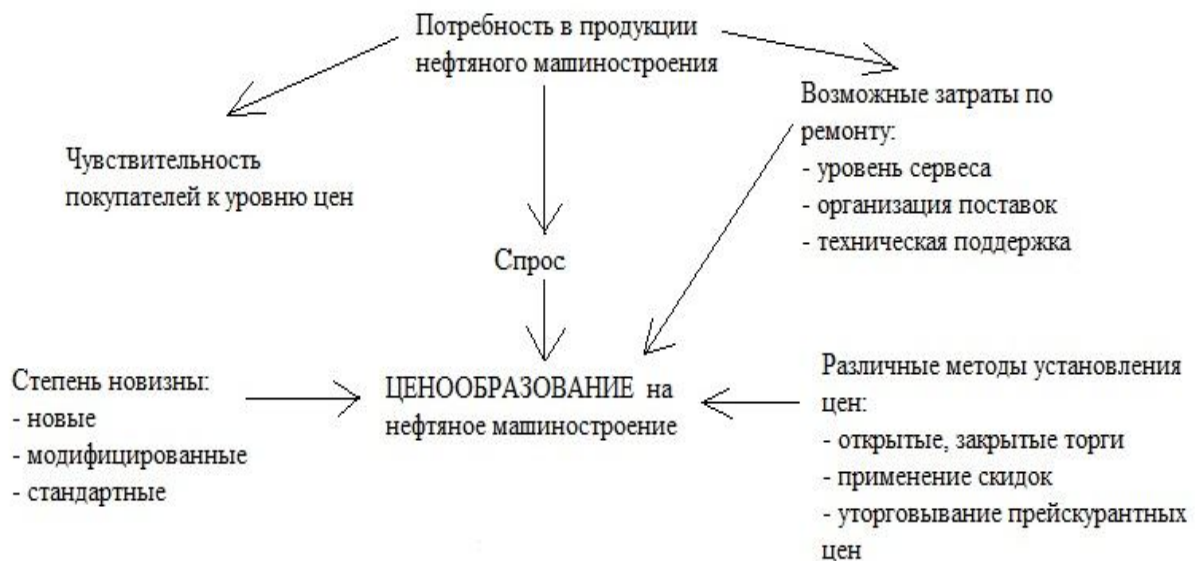 Потребность в продукции
нефтяного машиностроения
Чувствительность
покупателей к уровню цен
Возможные затраты по
ремонту:
- уровень сервеса
- организация поставок
- техническая поддержка
Спрос
Степень новизны:
- новые
- модифицированные
- стандартные
ЦЕНООБРАЗОВАНИЕ на
нефтяное машиностроение
Различные методы установления
цен:
- открытые, закрытые торги
- применение скидок
- уторговывание прейскурантных
цен